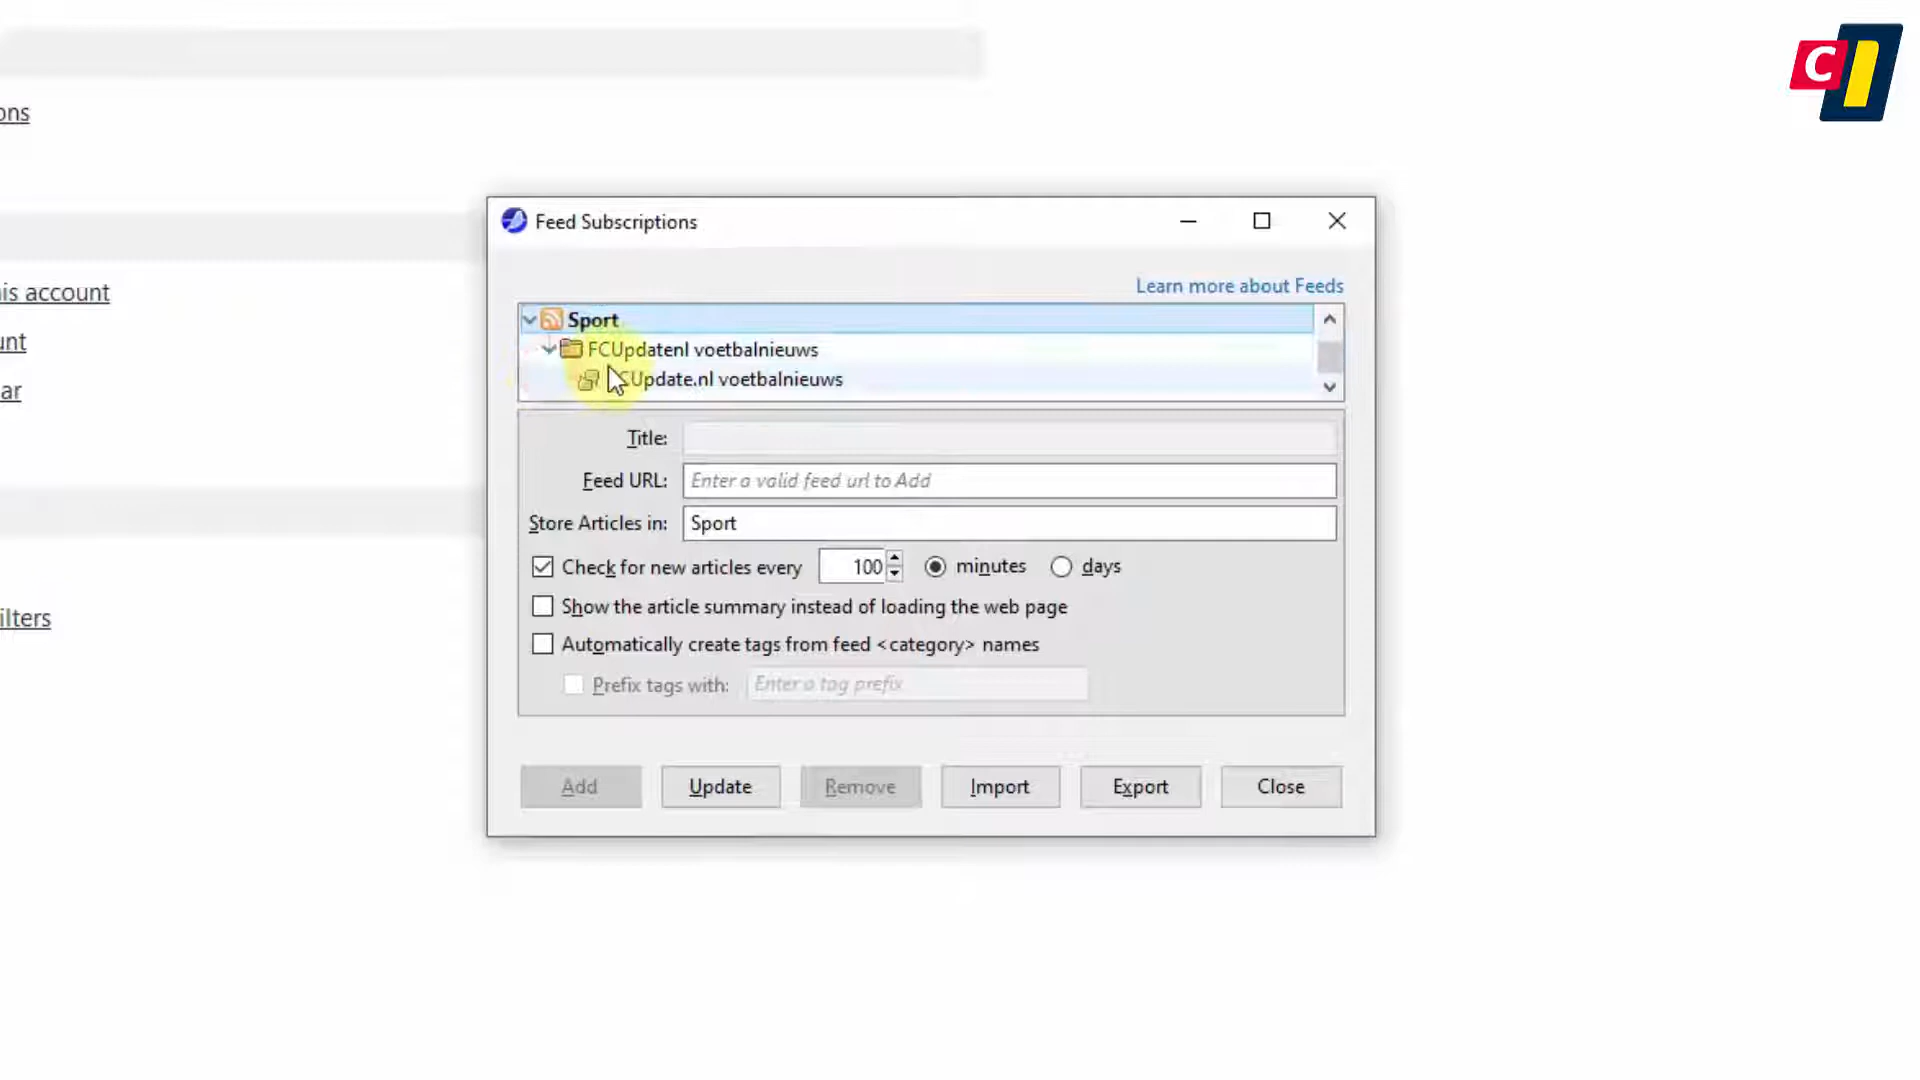 C
ons
his account
unt
ar
ilters
Feed Subscriptions
Learn more about Feeds
Sport
FCUpdatenl voetbalnieuws
CUpdate.nl voetbalnieuws
Title:
Feed URL: Enter a valid feed url to Add
Store Articles in: Sport
Check for new articles every 100 minutes days
Show the article summary instead of loading the web page
Automatically create tags from feed <category> names
Prefix tags with: Enter a tag prefix
Add Update Remove Import Export Close